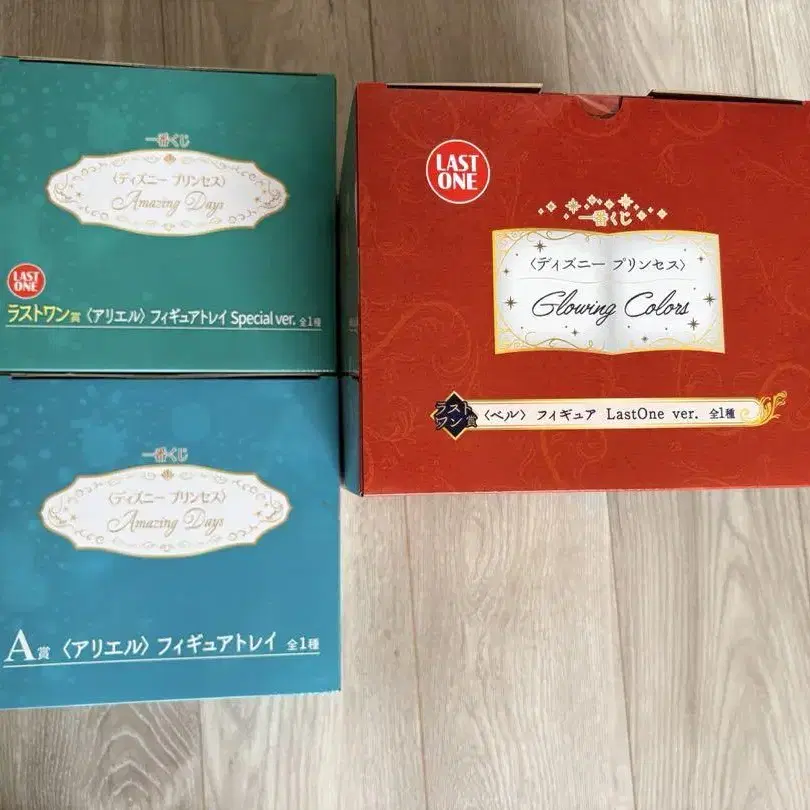 一番くじ
〈ディズニー プリンセス〉
Amazing Days
LAST
ONE
ラストワン賞 〈アリエル〉 フィギュアトレイ Special ver. 全1種
一番くじ
〈ディズニー プリンセス〉
Amazing Days
A賞 〈アリエル〉 フィギュアトレイ 全1種
LAST
ONE
一番くじ
〈ディズニー プリンセス〉
Glowing Colors
ラスト
ワン賞 〈ベル〉 フィギュア LastOne ver. 全1種